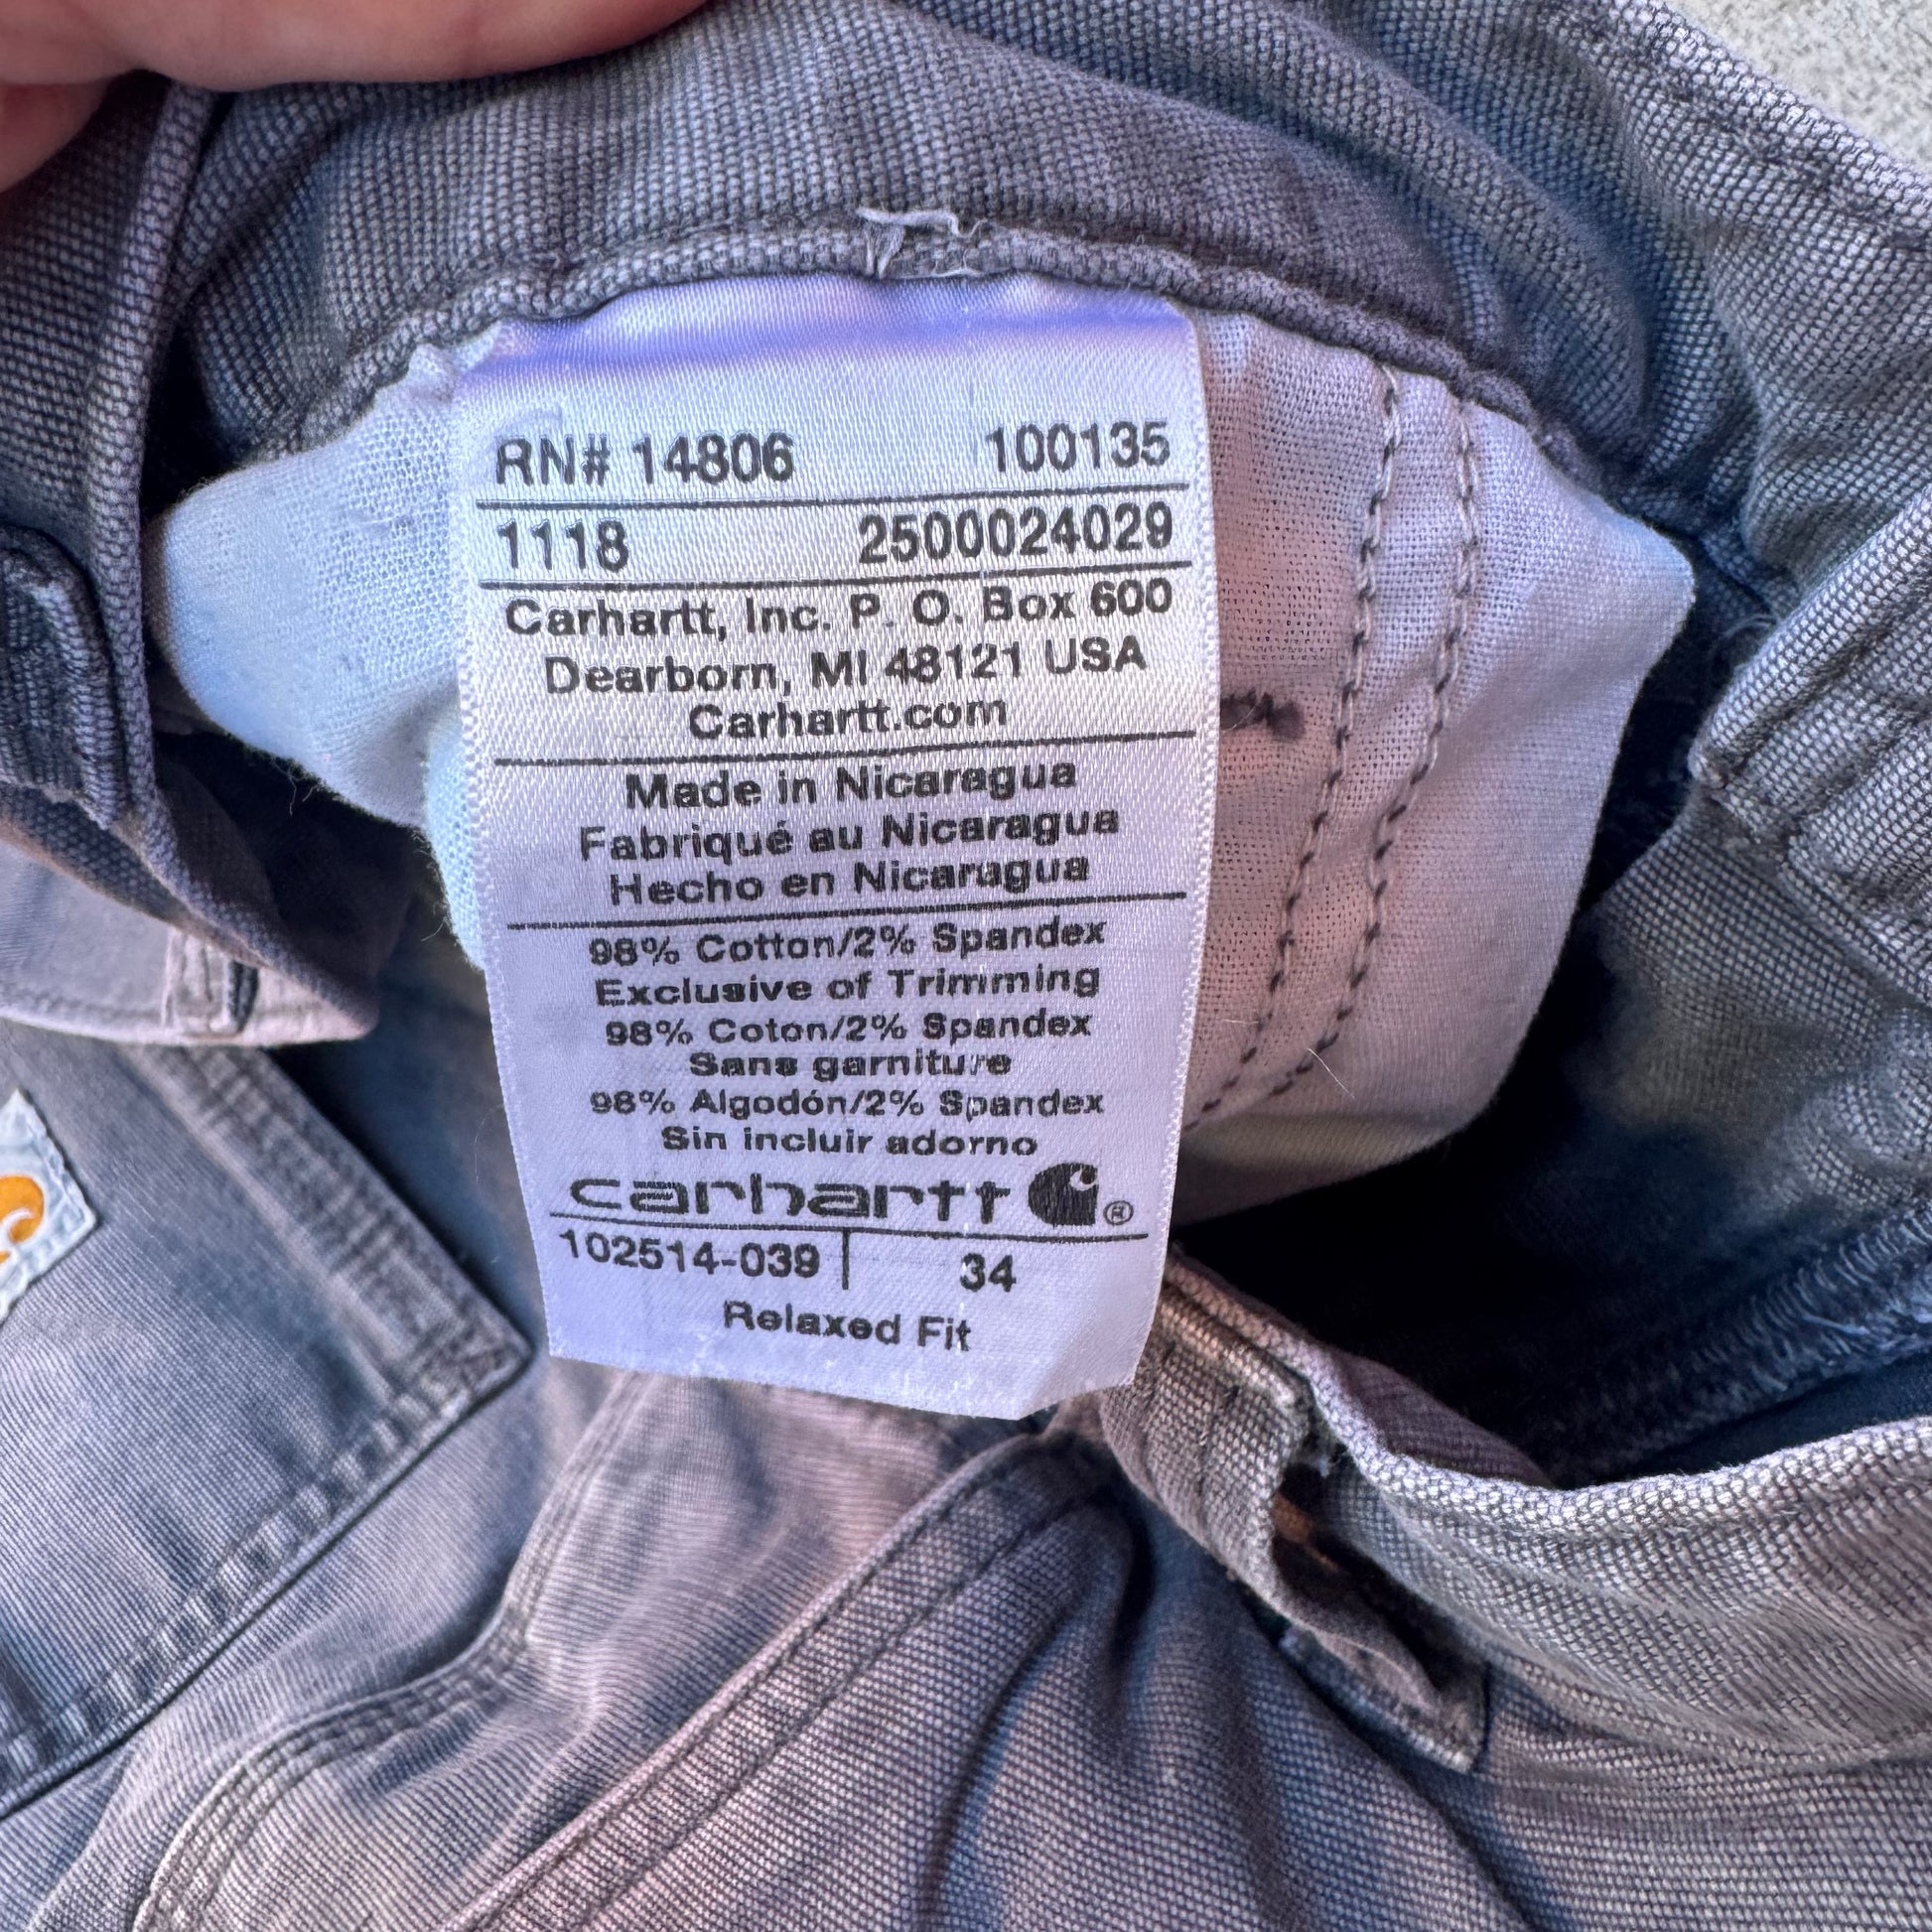 RN# 14806 100135
1118 2500024029
Carhartt, Inc. P. O. Box 600
Dearborn, MI 48121 USA
Carhartt.com
Made in Nicaragua
Fabriqué au Nicaragua
Hecho en Nicaragua
98% Cotton/2% Spandex
Exclusive of Trimming
98% Coton/2% Spandex
Sans garniture
98% Algodón/2% Spandex
Sin incluir adorno
carhartt ®
102514-039 | 34
Relaxed Fit